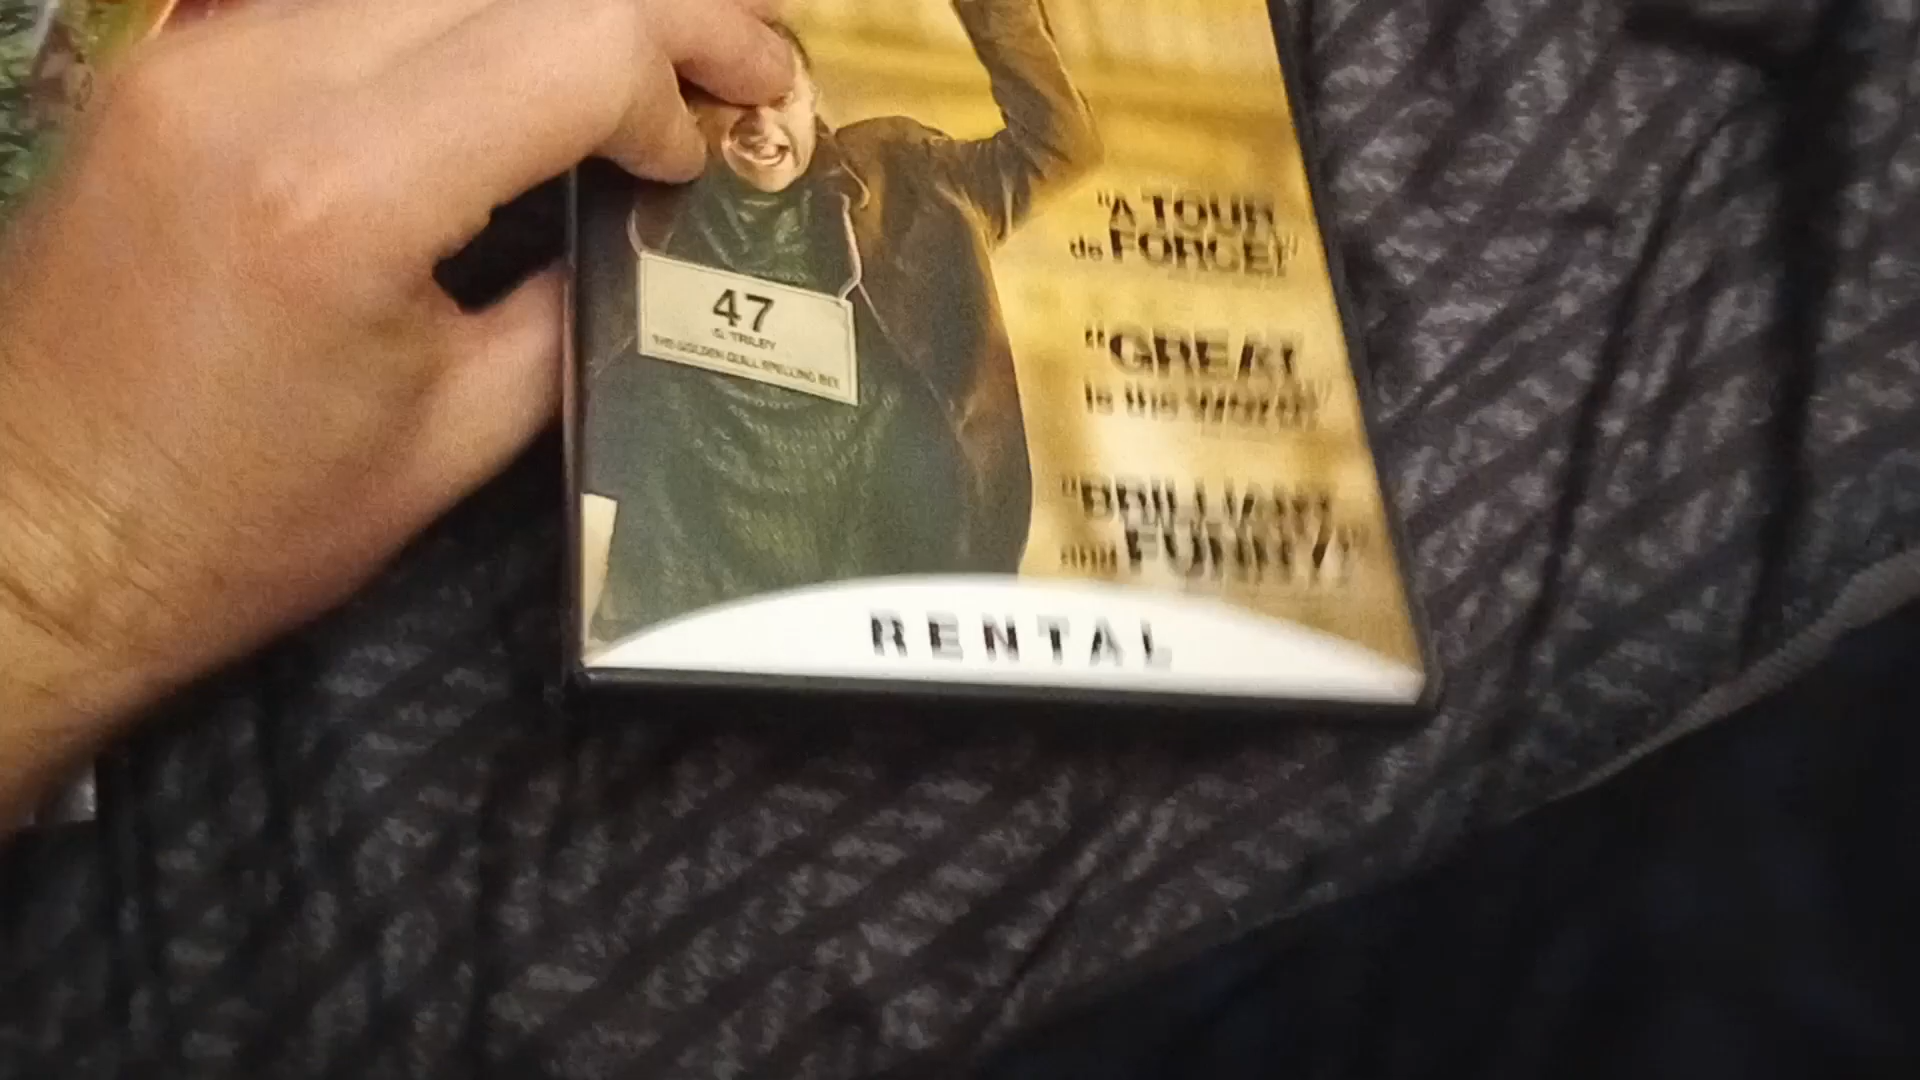 47
G. TRILBY
THE GOLDEN QUILL SPELLING BEE
"A TOUR
de FORCE!"
"GREAT
is the word!"
"BRILLIANT
and FUNNY!"
RENTAL